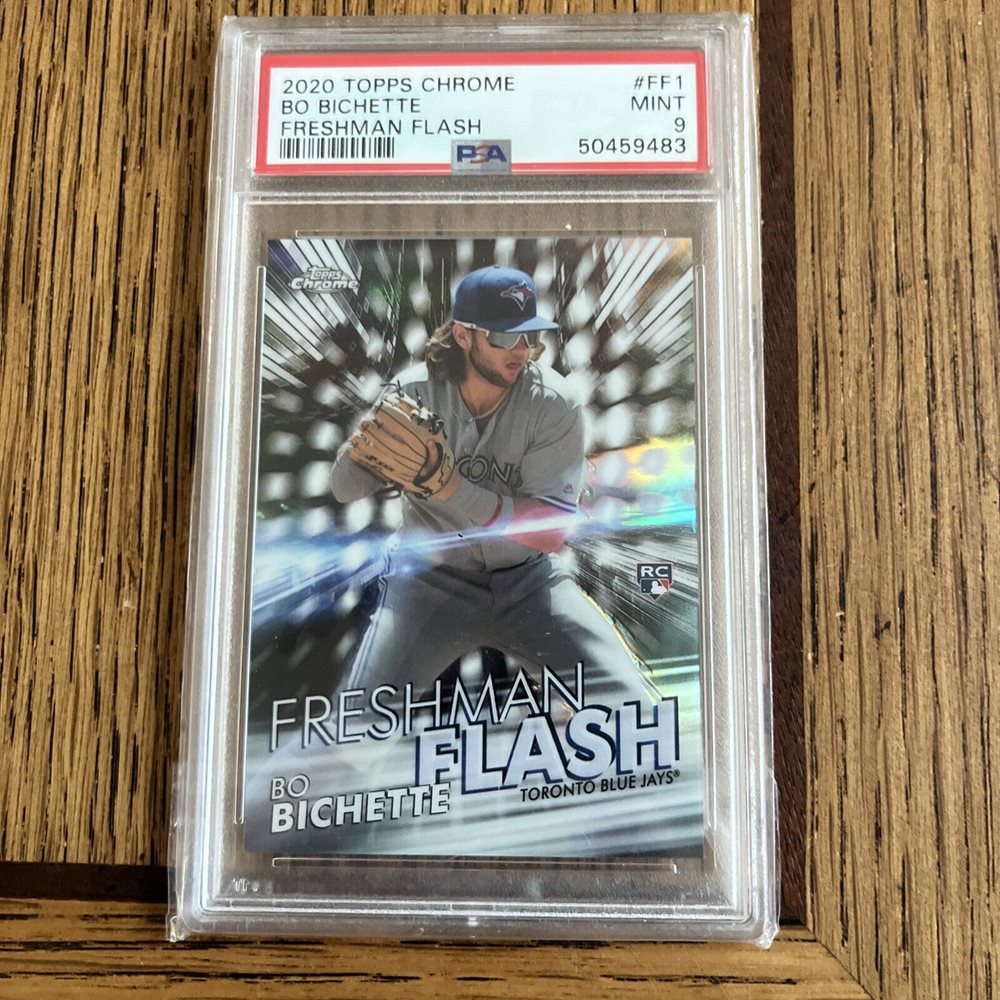 2020 TOPPS CHROME #FF1
BO BICHETTE MINT
FRESHMAN FLASH 9
PSA 50459483
TOPPS
Chrome
RC
FRESHMAN
FLASH
TORONTO BLUE JAYS®
BO
BICHETTE